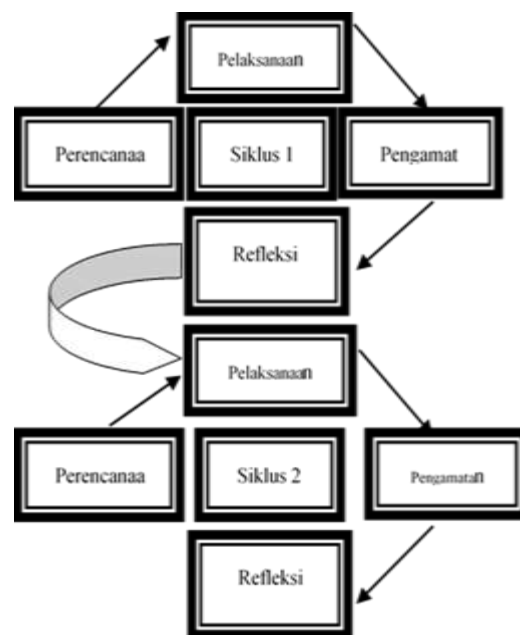 Pelaksanaan
Perencanaa
Siklus 1
Pengamat
Refleksi
Pelaksanaan
Perencanaa
Siklus 2
Pengamatan
Refleksi